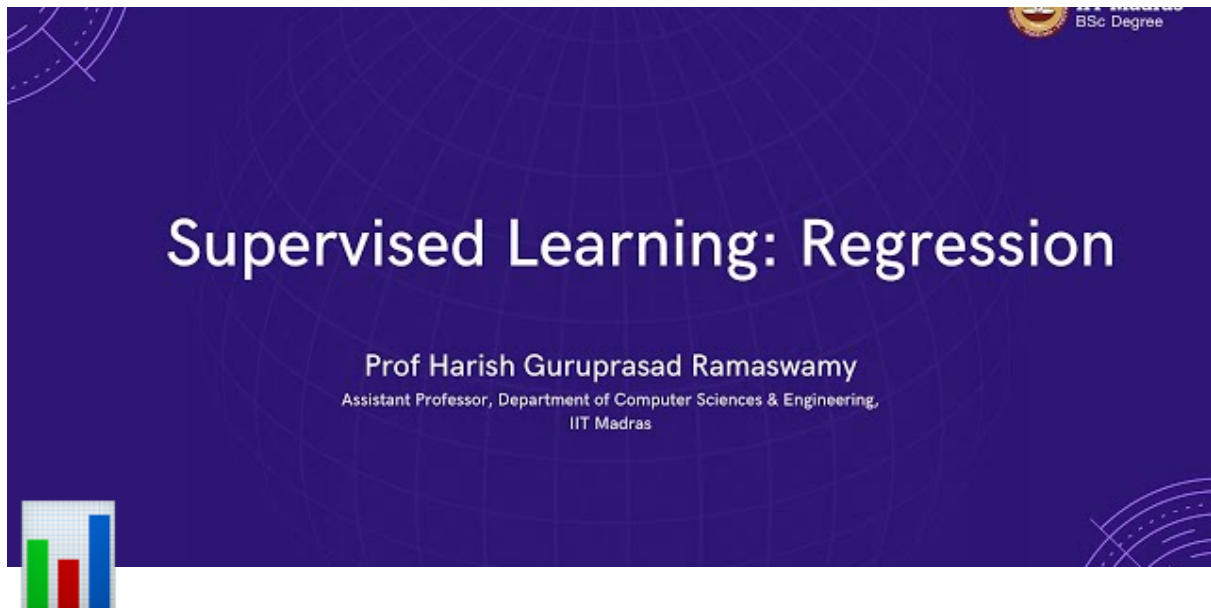 BSc Degree
Supervised Learning: Regression
Prof Harish Guruprasad Ramaswamy
Assistant Professor, Department of Computer Sciences & Engineering,
IIT Madras